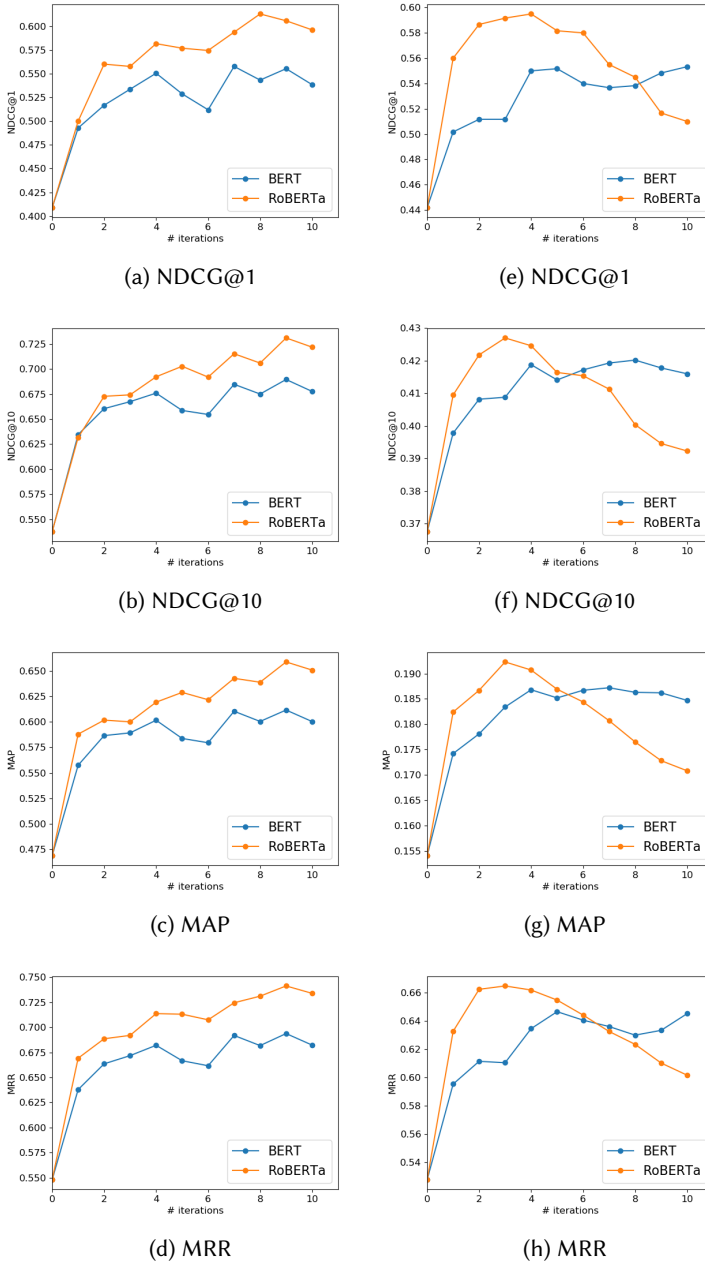 0.600
0.575
0.550
0.525
0.500
0.475
0.450
0.425
0.400
NDCG@1
0 2 4 6 8 10
# iterations
BERT
RoBERTa
(a) NDCG@1
0.60
0.58
0.56
0.54
0.52
0.50
0.48
0.46
0.44
NDCG@1
0 2 4 6 8 10
# iterations
BERT
RoBERTa
(e) NDCG@1
0.725
0.700
0.675
0.650
0.625
0.600
0.575
0.550
NDCG@10
0 2 4 6 8 10
# iterations
BERT
RoBERTa
(b) NDCG@10
0.43
0.42
0.41
0.40
0.39
0.38
0.37
NDCG@10
0 2 4 6 8 10
# iterations
BERT
RoBERTa
(f) NDCG@10
0.650
0.625
0.600
0.575
0.550
0.525
0.500
0.475
MAP
0 2 4 6 8 10
# iterations
BERT
RoBERTa
(c) MAP
0.190
0.185
0.180
0.175
0.170
0.165
0.160
0.155
MAP
0 2 4 6 8 10
# iterations
BERT
RoBERTa
(g) MAP
0.750
0.725
0.700
0.675
0.650
0.625
0.600
0.575
0.550
MRR
0 2 4 6 8 10
# iterations
BERT
RoBERTa
(d) MRR
0.66
0.64
0.62
0.60
0.58
0.56
0.54
MRR
0 2 4 6 8 10
# iterations
BERT
RoBERTa
(h) MRR